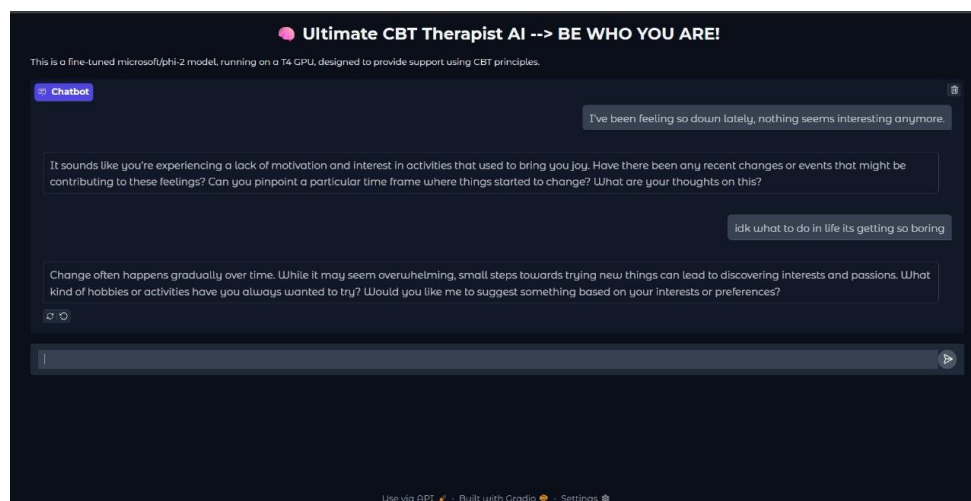 🧠 Ultimate CBT Therapist AI --> BE WHO YOU ARE!
This is a fine-tuned microsoft/phi-2 model, running on a T4 GPU, designed to provide support using CBT principles.
Chatbot
I've been feeling so down lately, nothing seems interesting anymore.
It sounds like you're experiencing a lack of motivation and interest in activities that used to bring you joy. Have there been any recent changes or events that might be
contributing to these feelings? Can you pinpoint a particular time frame where things started to change? What are your thoughts on this?
idk what to do in life its getting so boring
Change often happens gradually over time. While it may seem overwhelming, small steps towards trying new things can lead to discovering interests and passions. What
kind of hobbies or activities have you always wanted to try? Would you like me to suggest something based on your interests or preferences?
Use via API 🚀 · Built with Gradio · Settings ⚙